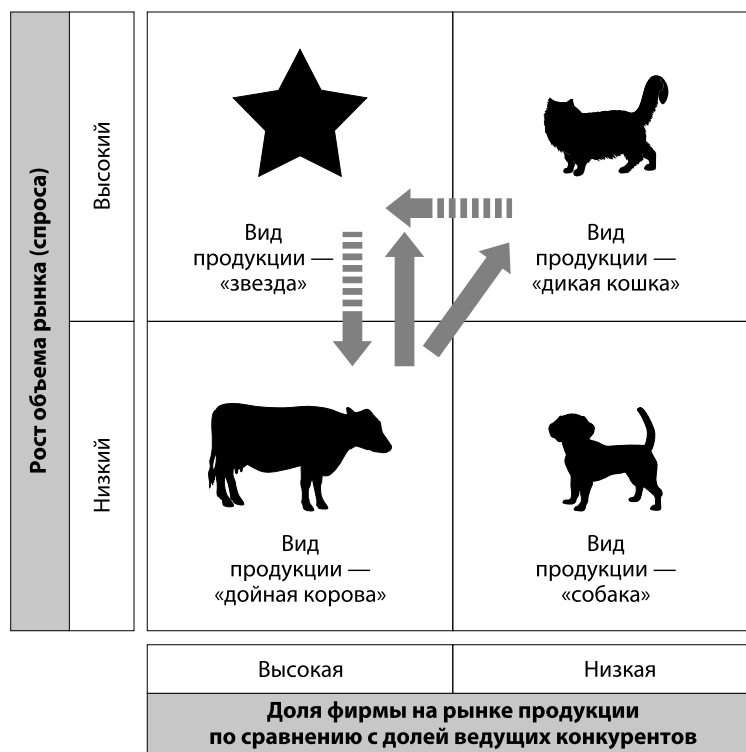 Рост объема рынка (спроса)
Высокий
Низкий
Вид
продукции —
«звезда»
Вид
продукции —
«дикая кошка»
Вид
продукции —
«дойная корова»
Вид
продукции —
«собака»
Высокая
Низкая
Доля фирмы на рынке продукции
по сравнению с долей ведущих конкурентов